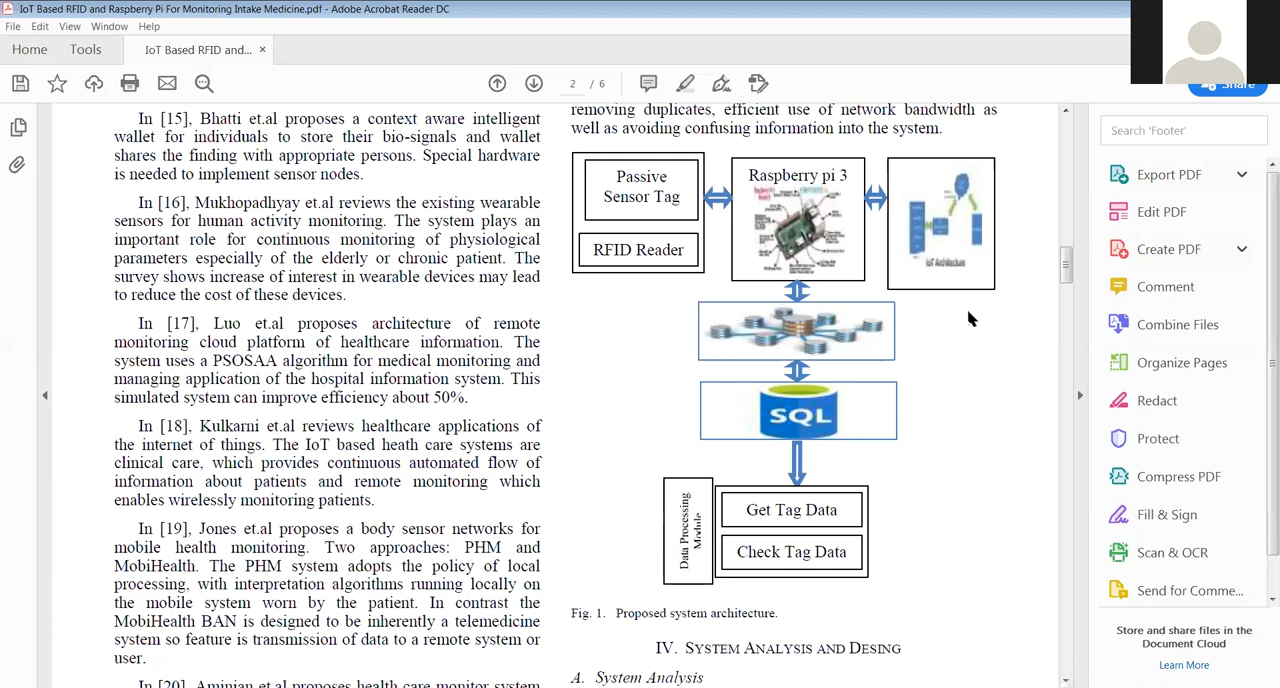 IoT Based RFID and Raspberry Pi For Monitoring Intake Medicine.pdf - Adobe Acrobat Reader DC
File Edit View Window Help
Home Tools IoT Based RFID and... ×
2 / 6
Share
In [15], Bhatti et.al proposes a context aware intelligent
wallet for individuals to store their bio-signals and wallet
shares the finding with appropriate persons. Special hardware
is needed to implement sensor nodes.
In [16], Mukhopadhyay et.al reviews the existing wearable
sensors for human activity monitoring. The system plays an
important role for continuous monitoring of physiological
parameters especially of the elderly or chronic patient. The
survey shows increase of interest in wearable devices may lead
to reduce the cost of these devices.
In [17], Luo et.al proposes architecture of remote
monitoring cloud platform of healthcare information. The
system uses a PSOSAA algorithm for medical monitoring and
managing application of the hospital information system. This
simulated system can improve efficiency about 50%.
In [18], Kulkarni et.al reviews healthcare applications of
the internet of things. The IoT based heath care systems are
clinical care, which provides continuous automated flow of
information about patients and remote monitoring which
enables wirelessly monitoring patients.
In [19], Jones et.al proposes a body sensor networks for
mobile health monitoring. Two approaches: PHM and
MobiHealth. The PHM system adopts the policy of local
processing, with interpretation algorithms running locally on
the mobile system worn by the patient. In contrast the
MobiHealth BAN is designed to be inherently a telemedicine
system so feature is transmission of data to a remote system or
user.
In [20], Aminian et.al proposes health care monitor system
removing duplicates, efficient use of network bandwidth as
well as avoiding confusing information into the system.
Passive
Sensor Tag
RFID Reader
Raspberry pi 3
IoT Architecture
SQL
Data Processing
Module
Get Tag Data
Check Tag Data
Fig. 1. Proposed system architecture.
IV. SYSTEM ANALYSIS AND DESING
A. System Analysis
Search 'Footer'
Export PDF
Edit PDF
Create PDF
Comment
Combine Files
Organize Pages
Redact
Protect
Compress PDF
Fill & Sign
Scan & OCR
Send for Comme...
Store and share files in the
Document Cloud
Learn More